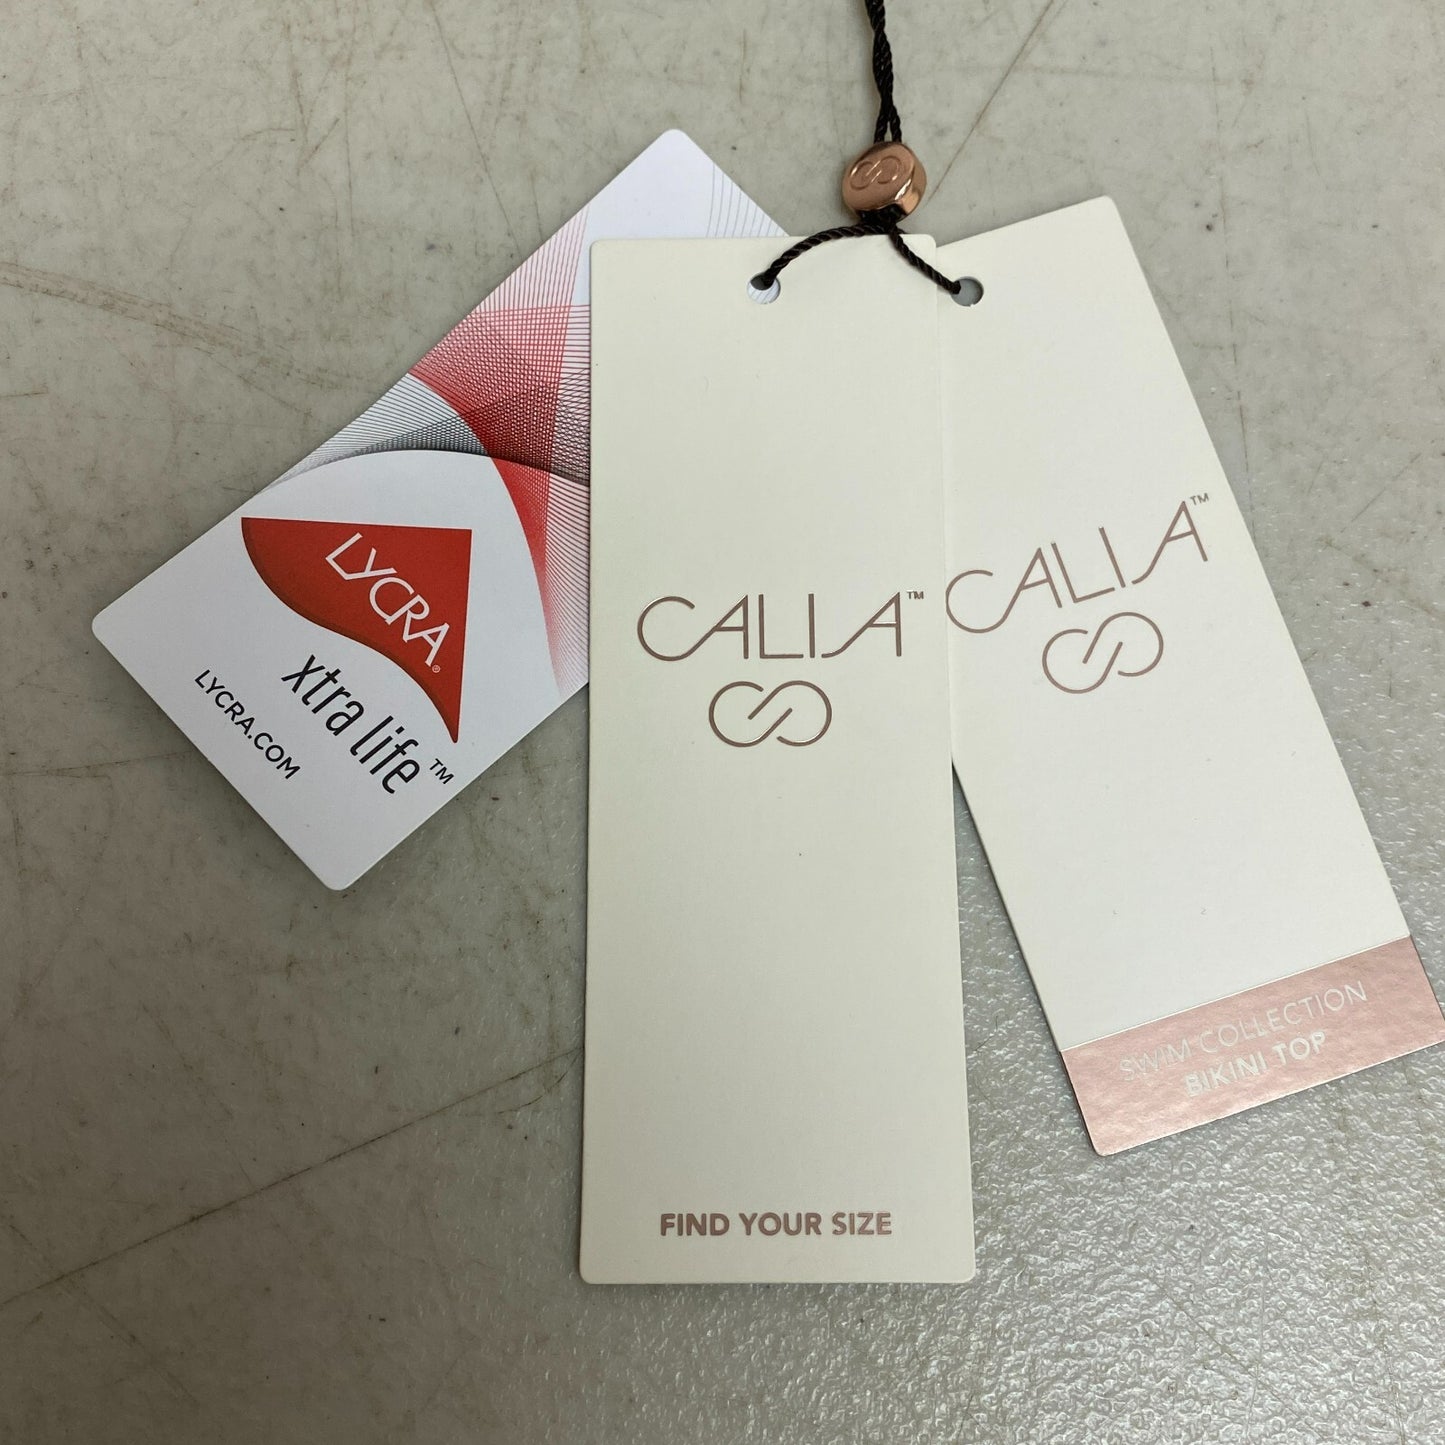 LYCRA®
xtra life™
LYCRA.COM
CALIA™
FIND YOUR SIZE
CALIA™
SWIM COLLECTION
BIKINI TOP